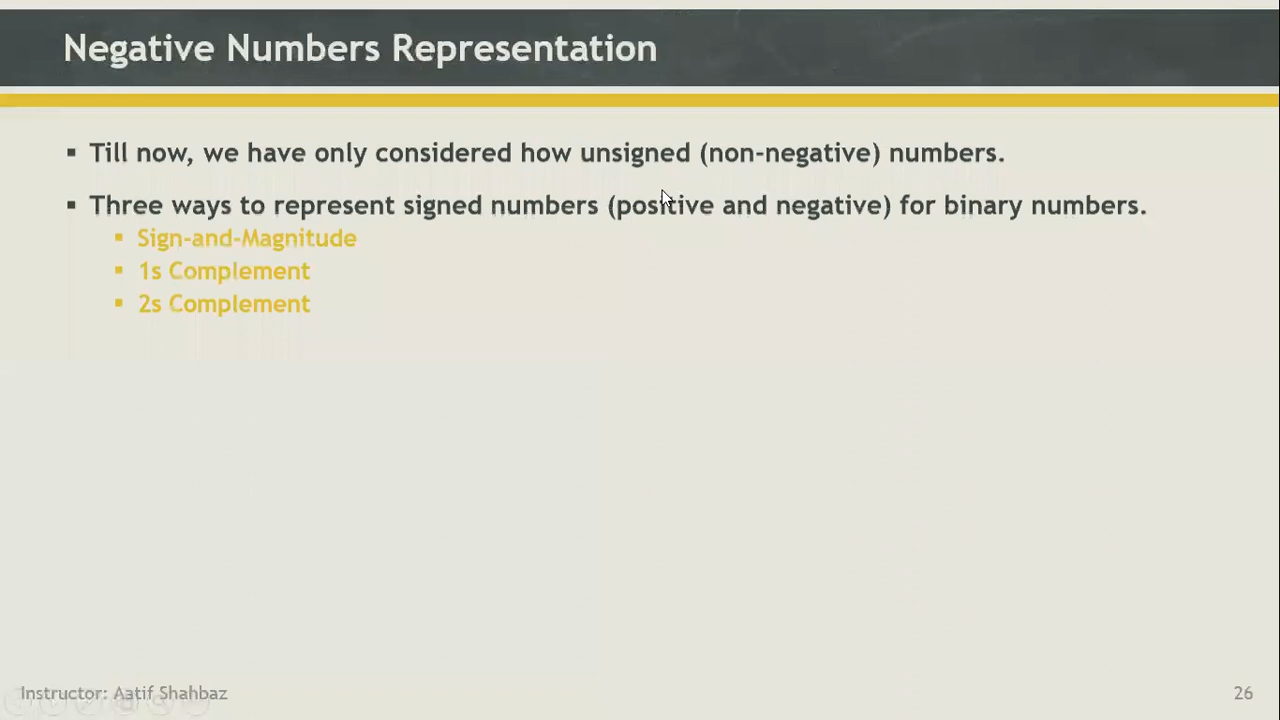 Negative Numbers Representation
▪ Till now, we have only considered how unsigned (non-negative) numbers.
▪ Three ways to represent signed numbers (positive and negative) for binary numbers.
▪ Sign-and-Magnitude
▪ 1s Complement
▪ 2s Complement
Instructor: Aatif Shahbaz
26